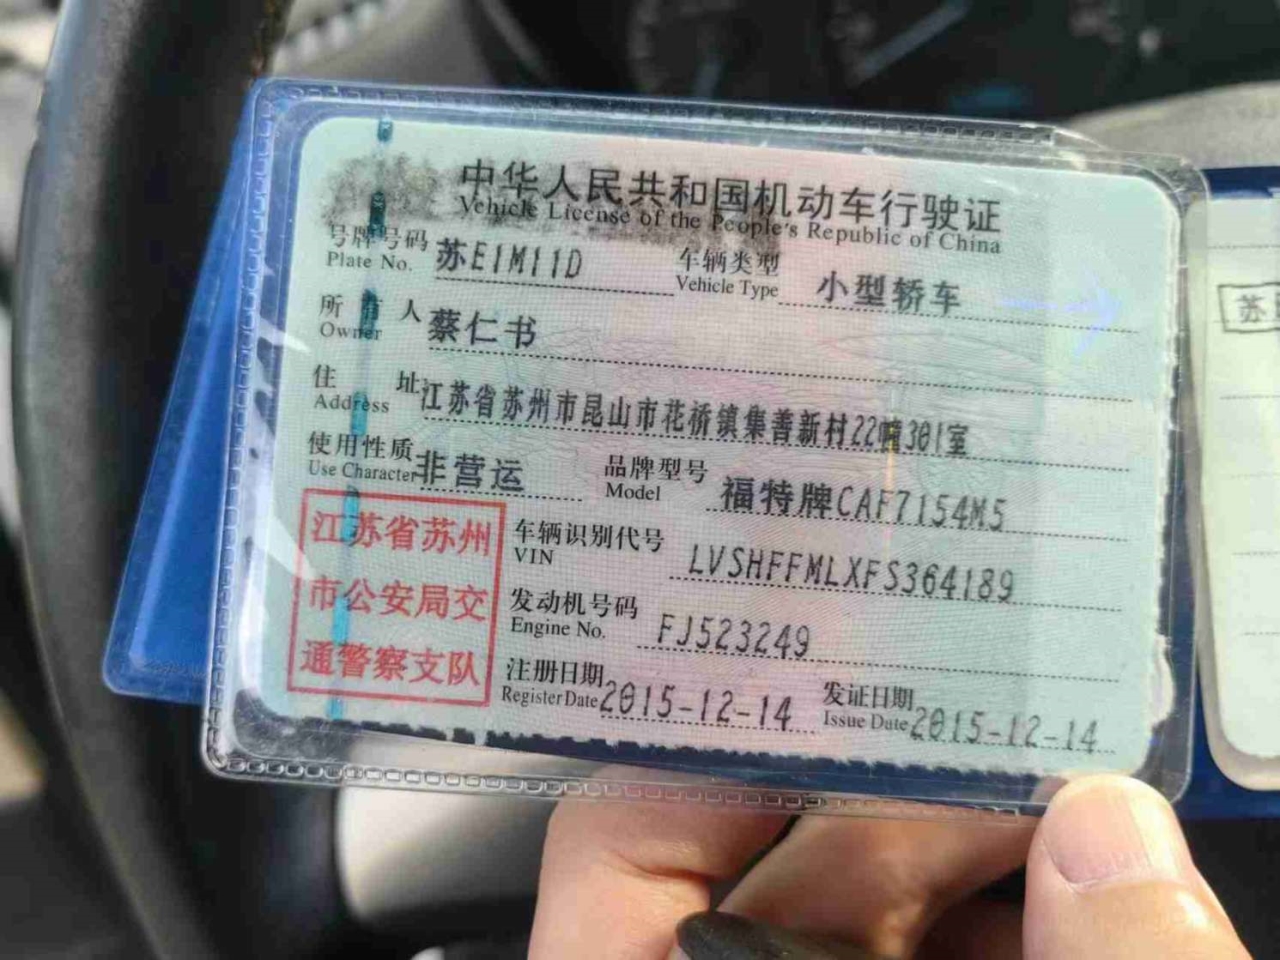 中华人民共和国机动车行驶证
Vehicle License of the People's Republic of China
号牌号码 苏E1M11D 车辆类型 小型轿车
Plate No. Vehicle Type
所有人 蔡仁书
Owner
住址 江苏省苏州市昆山市花桥镇集善新村22幢301室
Address
使用性质 非营运 品牌型号 福特牌CAF7154M5
Use Character Model
江苏省苏州
市公安局交
通警察支队
车辆识别代号 LVSHFFMLXFS364189
VIN
发动机号码 FJ523249
Engine No.
注册日期 2015-12-14 发证日期 2015-12-14
Register Date Issue Date
苏